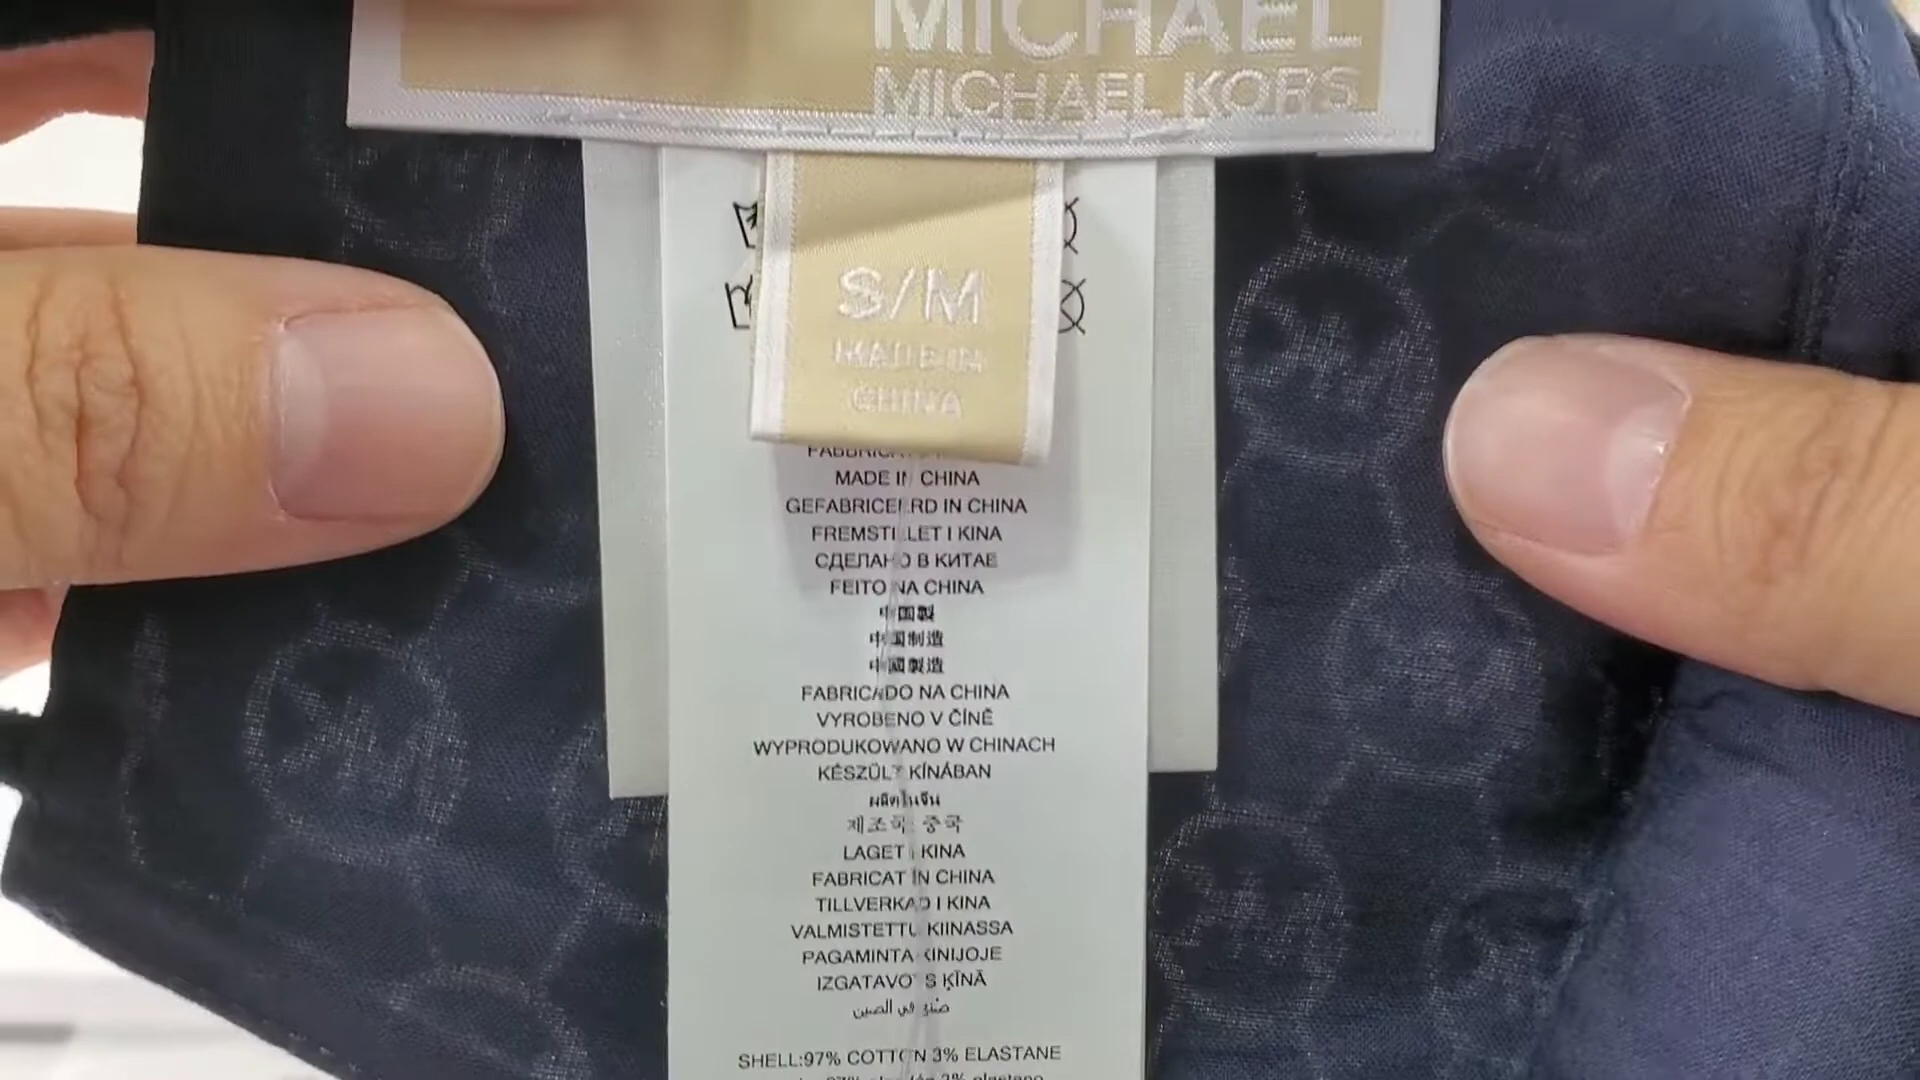 MICHAEL
MICHAEL KORS
S/M
MADE IN
CHINA
MADE IN CHINA
GEFABRICEERD IN CHINA
FREMSTILLET I KINA
СДЕЛАНО В КИТАЕ
FEITO NA CHINA
中国製
中国制造
中國製造
FABRICADO NA CHINA
VYROBENO V ČÍNĚ
WYPRODUKOWANO W CHINACH
KÉSZÜLT KÍNÁBAN
ผลิตในจีน
제조국: 중국
LAGET I KINA
FABRICAT IN CHINA
TILLVERKAD I KINA
VALMISTETTU KIINASSA
PAGAMINTA KINIJOJE
IZGATAVOTS ĶĪNĀ
صنع في الصين
SHELL:97% COTTON 3% ELASTANE